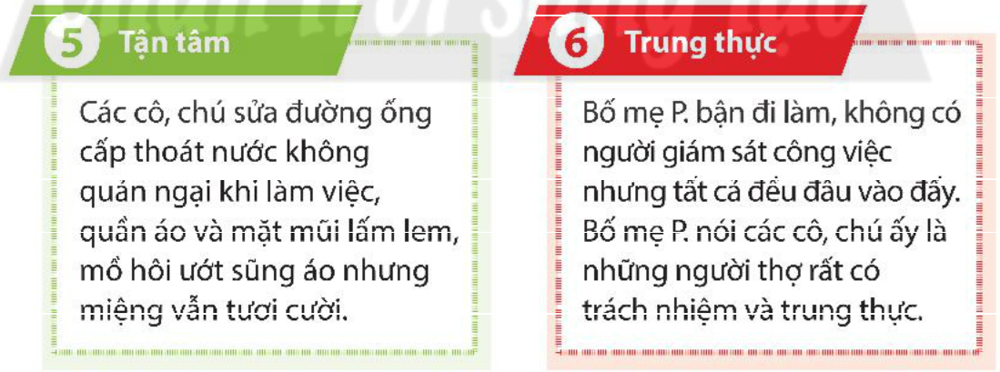 5 Tận tâm
Các cô, chú sửa đường ống
cấp thoát nước không
quán ngại khi làm việc,
quần áo và mặt mũi lấm lem,
mồ hôi ướt sũng áo nhưng
miệng vẫn tươi cười.
6 Trung thực
Bố mẹ P. bận đi làm, không có
người giám sát công việc
nhưng tất cả đều đâu vào đấy.
Bố mẹ P. nói các cô, chú ấy là
những người thợ rất có
trách nhiệm và trung thực.